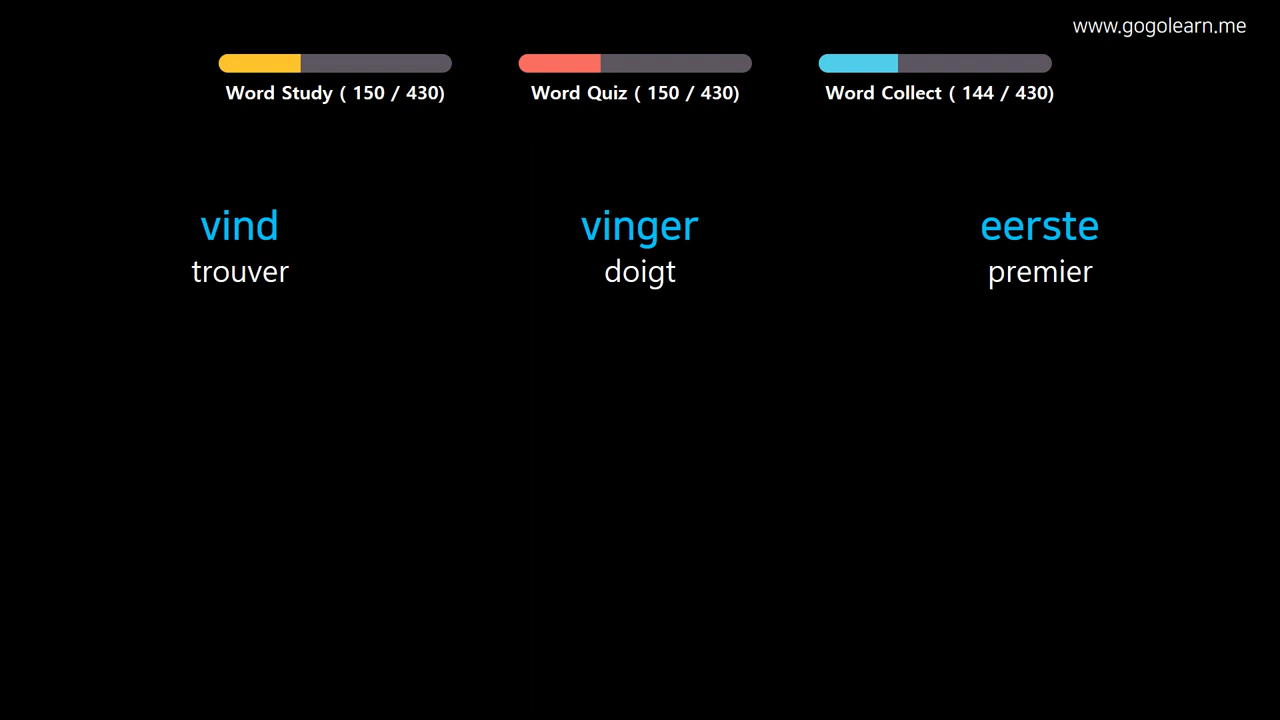 www.gogolearn.me
Word Study ( 150 / 430)
Word Quiz ( 150 / 430)
Word Collect ( 144 / 430)
vind
trouver
vinger
doigt
eerste
premier